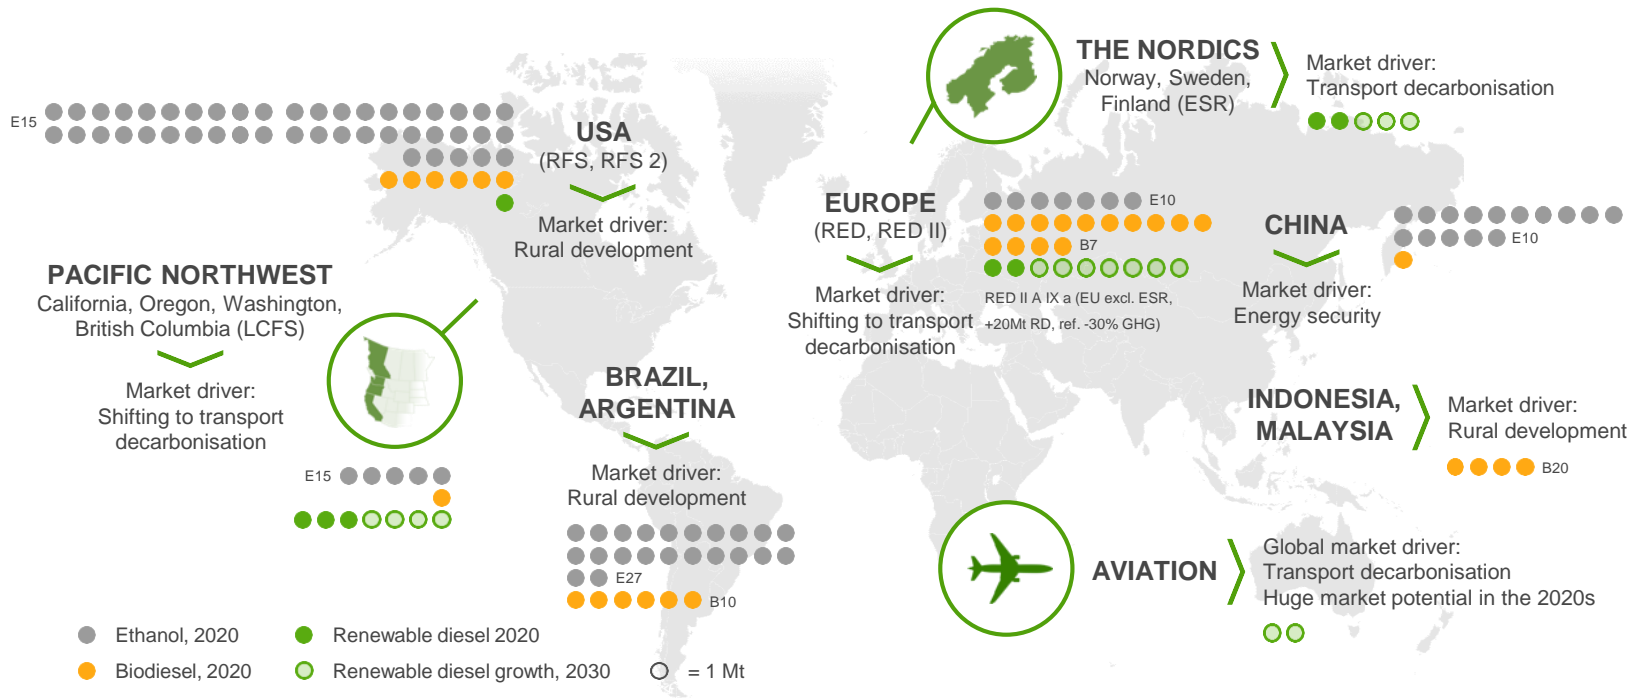 E15
USA
(RFS, RFS 2)
Market driver:
Rural development
PACIFIC NORTHWEST
California, Oregon, Washington,
British Columbia (LCFS)
Market driver:
Shifting to transport
decarbonisation
E15
BRAZIL,
ARGENTINA
Market driver:
Rural development
E27
B10
THE NORDICS
Norway, Sweden,
Finland (ESR)
Market driver:
Transport decarbonisation
EUROPE
(RED, RED II)
Market driver:
Shifting to transport
decarbonisation
E10
B7
RED II A IX a (EU excl. ESR,
+20Mt RD, ref. -30% GHG)
CHINA
Market driver:
Energy security
E10
INDONESIA,
MALAYSIA
Market driver:
Rural development
B20
AVIATION
Global market driver:
Transport decarbonisation
Huge market potential in the 2020s
Ethanol, 2020
Renewable diesel 2020
Biodiesel, 2020
Renewable diesel growth, 2030
= 1 Mt